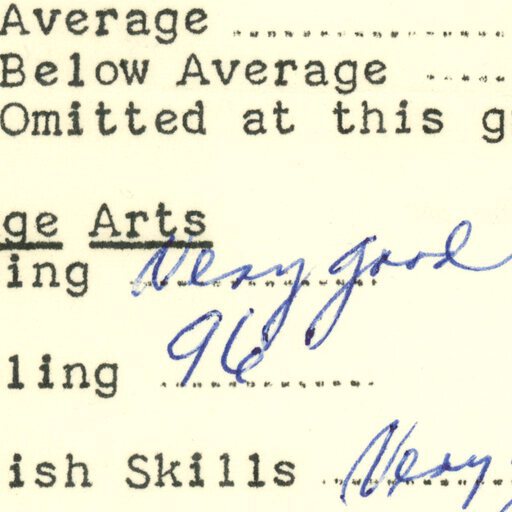 Average
Below Average
Omitted at this g
ge Arts
ing Very good
ling 96
ish Skills Very